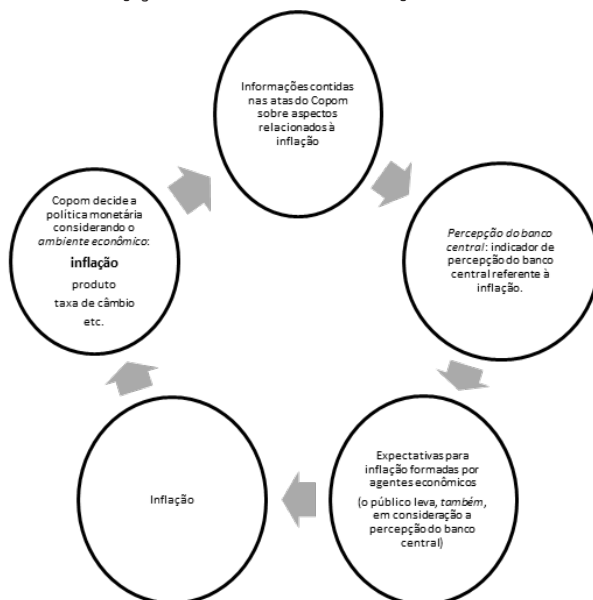 Informações contidas
nas atas do Copom
sobre aspectos
relacionados à
inflação
Percepção do banco
central: indicador de
percepção do banco
central referente à
inflação.
Expectativas para
inflação formadas por
agentes econômicos
(o público leva, também,
em consideração a
percepção do banco
central)
Inflação
Copom decide a
política monetária
considerando o
ambiente econômico:
inflação
produto
taxa de câmbio
etc.